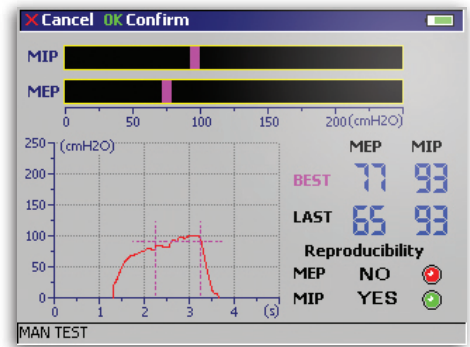 X Cancel OK Confirm
MIP
MEP
0 50 100 150 200 (cmH2O)
250 (cmH2O)
200
150
100
50
0
0 1 2 3 4 (s)
MEP MIP
BEST 77 93
LAST 65 93
Reproducibility
MEP NO
MIP YES
MAN TEST